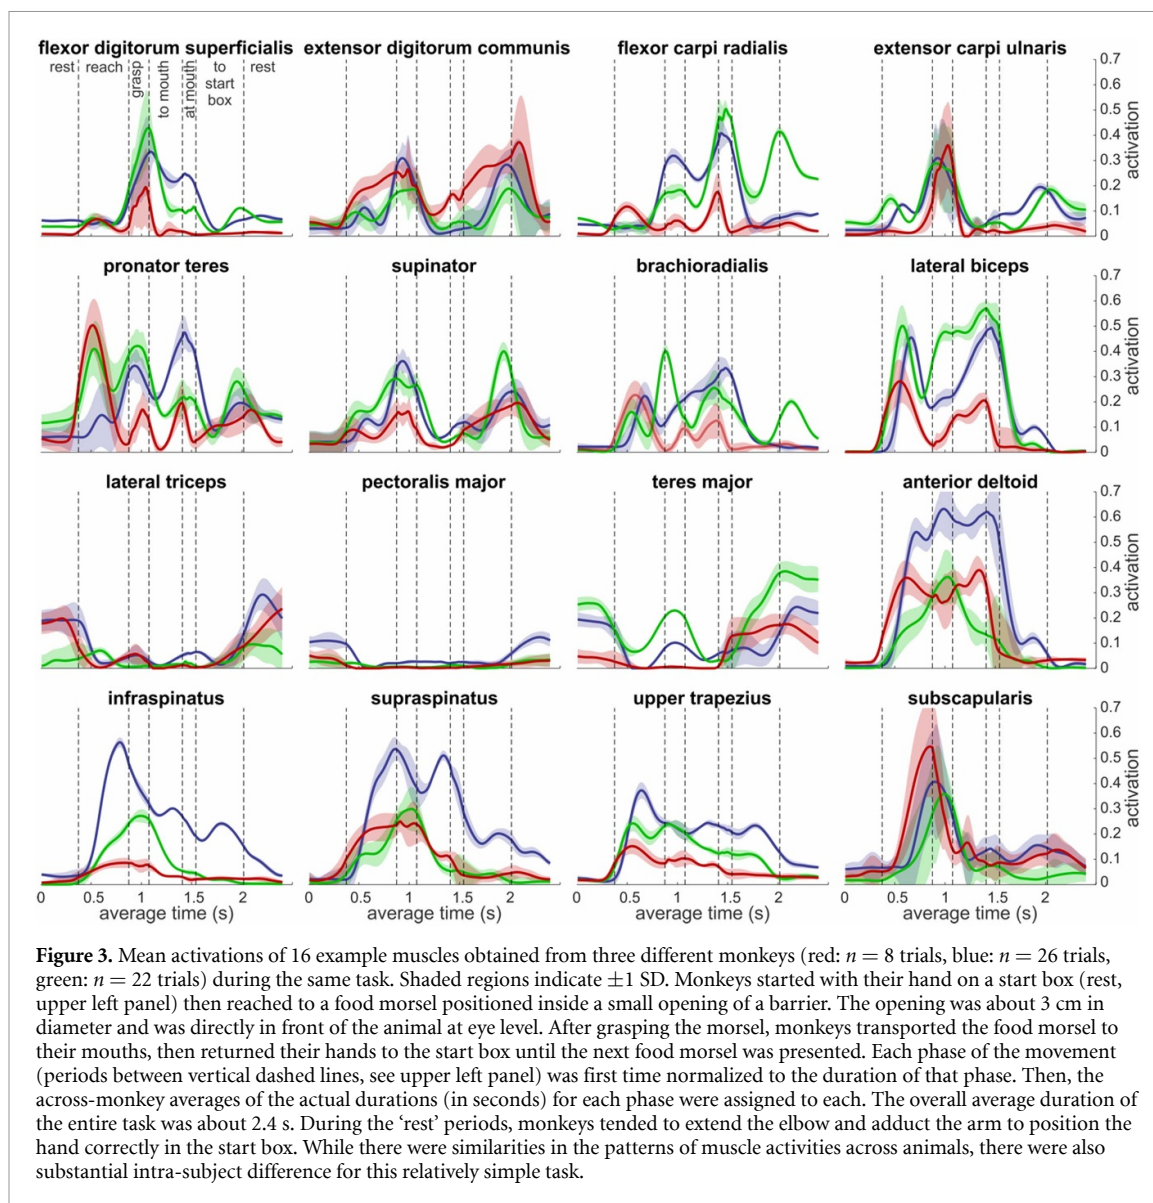 flexor digitorum superficialis
extensor digitorum communis
flexor carpi radialis
extensor carpi ulnaris
rest
reach
grasp
to mouth
at mouth
to
start
box
rest
0.7
0.6
0.5
0.4
0.3
0.2
0.1
0
activation
pronator teres
supinator
brachioradialis
lateral biceps
0.7
0.6
0.5
0.4
0.3
0.2
0.1
0
activation
lateral triceps
pectoralis major
teres major
anterior deltoid
0.7
0.6
0.5
0.4
0.3
0.2
0.1
0
activation
infraspinatus
supraspinatus
upper trapezius
subscapularis
0.7
0.6
0.5
0.4
0.3
0.2
0.1
0
activation
0 0.5 1 1.5 2
0 0.5 1 1.5 2
0 0.5 1 1.5 2
0 0.5 1 1.5 2
average time (s)
average time (s)
average time (s)
average time (s)
Figure 3. Mean activations of 16 example muscles obtained from three different monkeys (red: n = 8 trials, blue: n = 26 trials,
green: n = 22 trials) during the same task. Shaded regions indicate ±1 SD. Monkeys started with their hand on a start box (rest,
upper left panel) then reached to a food morsel positioned inside a small opening of a barrier. The opening was about 3 cm in
diameter and was directly in front of the animal at eye level. After grasping the morsel, monkeys transported the food morsel to
their mouths, then returned their hands to the start box until the next food morsel was presented. Each phase of the movement
(periods between vertical dashed lines, see upper left panel) was first time normalized to the duration of that phase. Then, the
across-monkey averages of the actual durations (in seconds) for each phase were assigned to each. The overall average duration of
the entire task was about 2.4 s. During the ‘rest’ periods, monkeys tended to extend the elbow and adduct the arm to position the
hand correctly in the start box. While there were similarities in the patterns of muscle activities across animals, there were also
substantial intra-subject difference for this relatively simple task.